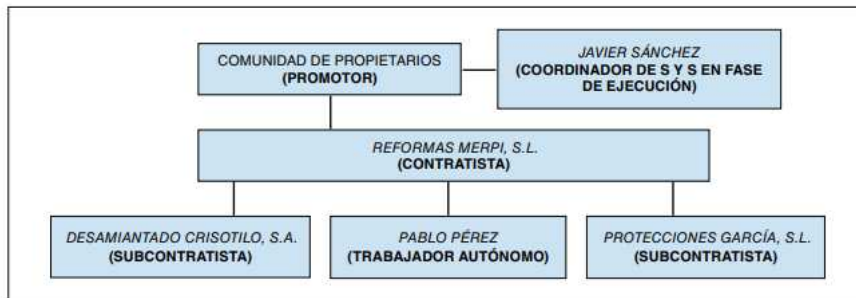 COMUNIDAD DE PROPIETARIOS
(PROMOTOR)
JAVIER SÁNCHEZ
(COORDINADOR DE S Y S EN FASE
DE EJECUCIÓN)
REFORMAS MERPI, S.L.
(CONTRATISTA)
DESAMIANTADO CRISOTILO, S.A.
(SUBCONTRATISTA)
PABLO PÉREZ
(TRABAJADOR AUTÓNOMO)
PROTECCIONES GARCÍA, S.L.
(SUBCONTRATISTA)